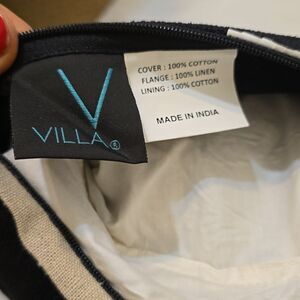 VILLA®
COVER : 100% COTTON
FLANGE : 100% LINEN
LINING : 100% COTTON
MADE IN INDIA